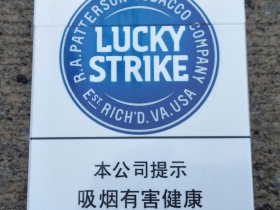 R.A.PATTERSON TOBACCO COMPANY
LUCKY
STRIKE
EST RICH'D. VA. USA
本公司提示
吸烟有害健康